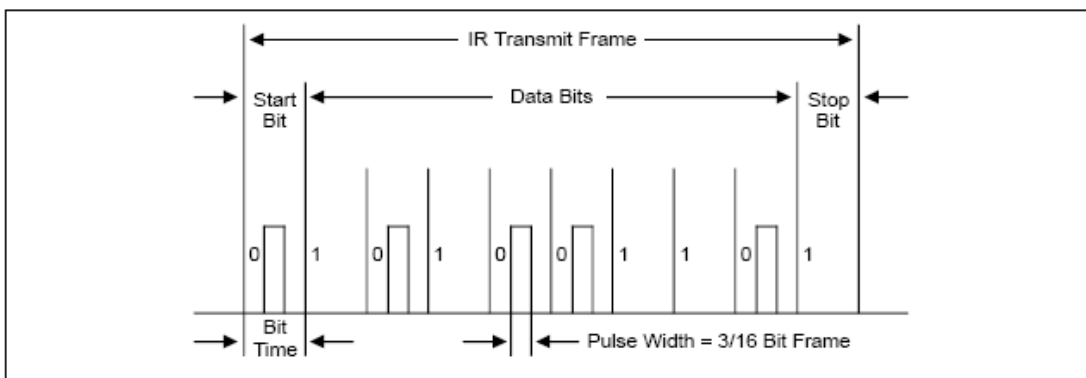 IR Transmit Frame
Start Bit
Data Bits
Stop Bit
0 1 0 1 0 0 1 1 0 1
Bit Time
Pulse Width = 3/16 Bit Frame